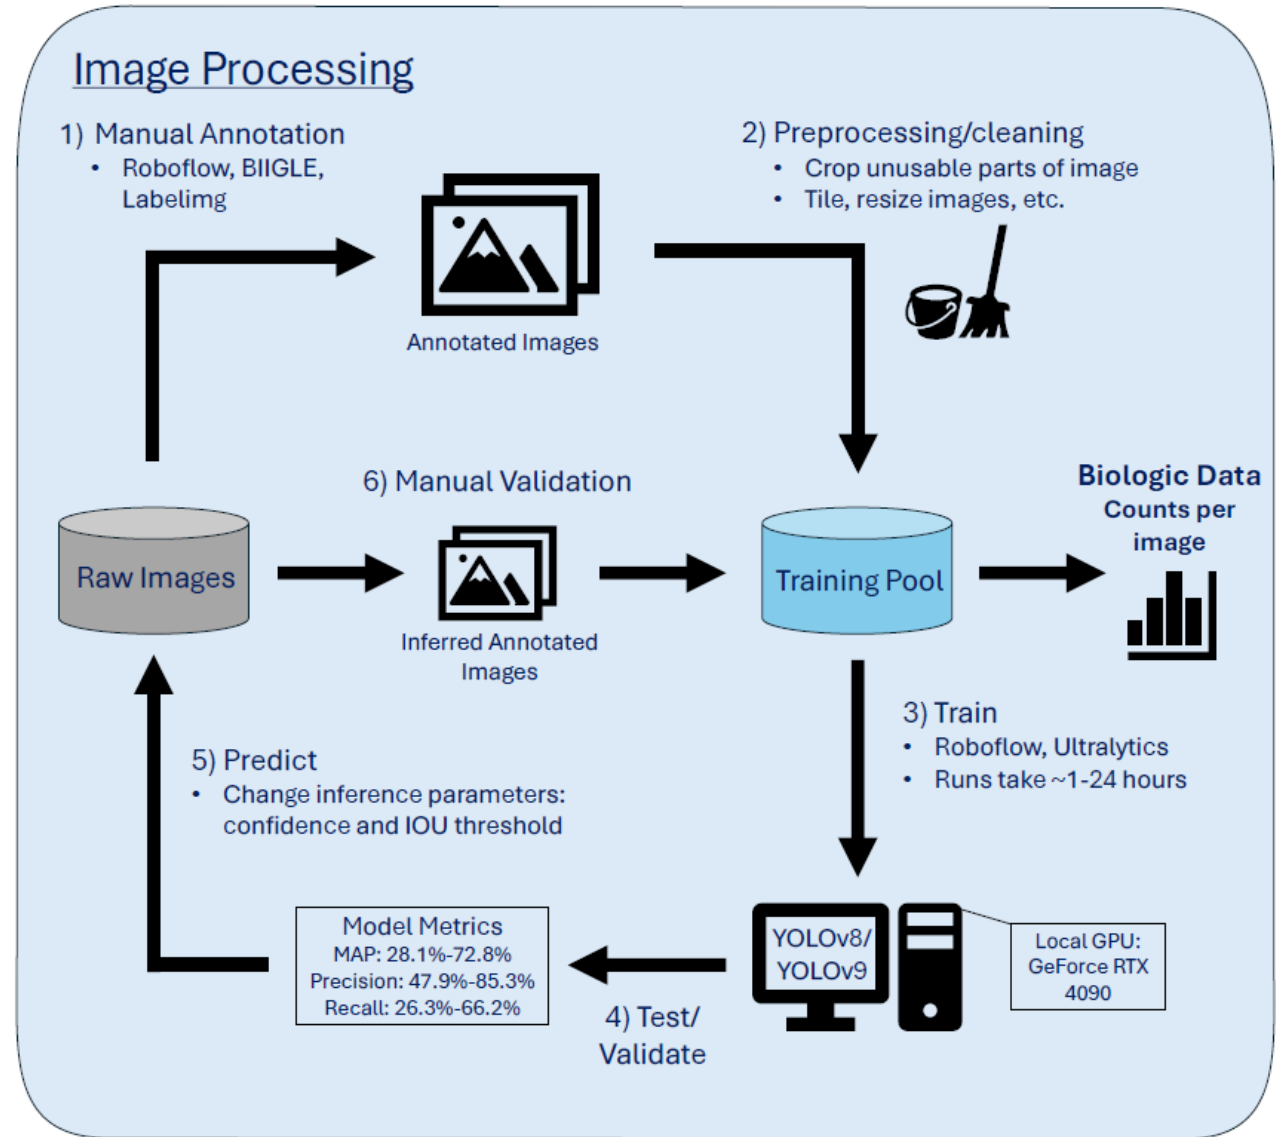 Image Processing
1) Manual Annotation
• Roboflow, BIIGLE,
Labelimg
2) Preprocessing/cleaning
• Crop unusable parts of image
• Tile, resize images, etc.
Annotated Images
6) Manual Validation
Biologic Data
Counts per
image
Raw Images
Training Pool
Inferred Annotated
Images
3) Train
• Roboflow, Ultralytics
• Runs take ~1-24 hours
5) Predict
• Change inference parameters:
confidence and IOU threshold
Model Metrics
MAP: 28.1%-72.8%
Precision: 47.9%-85.3%
Recall: 26.3%-66.2%
YOLOv8/
YOLOv9
Local GPU:
GeForce RTX
4090
4) Test/
Validate